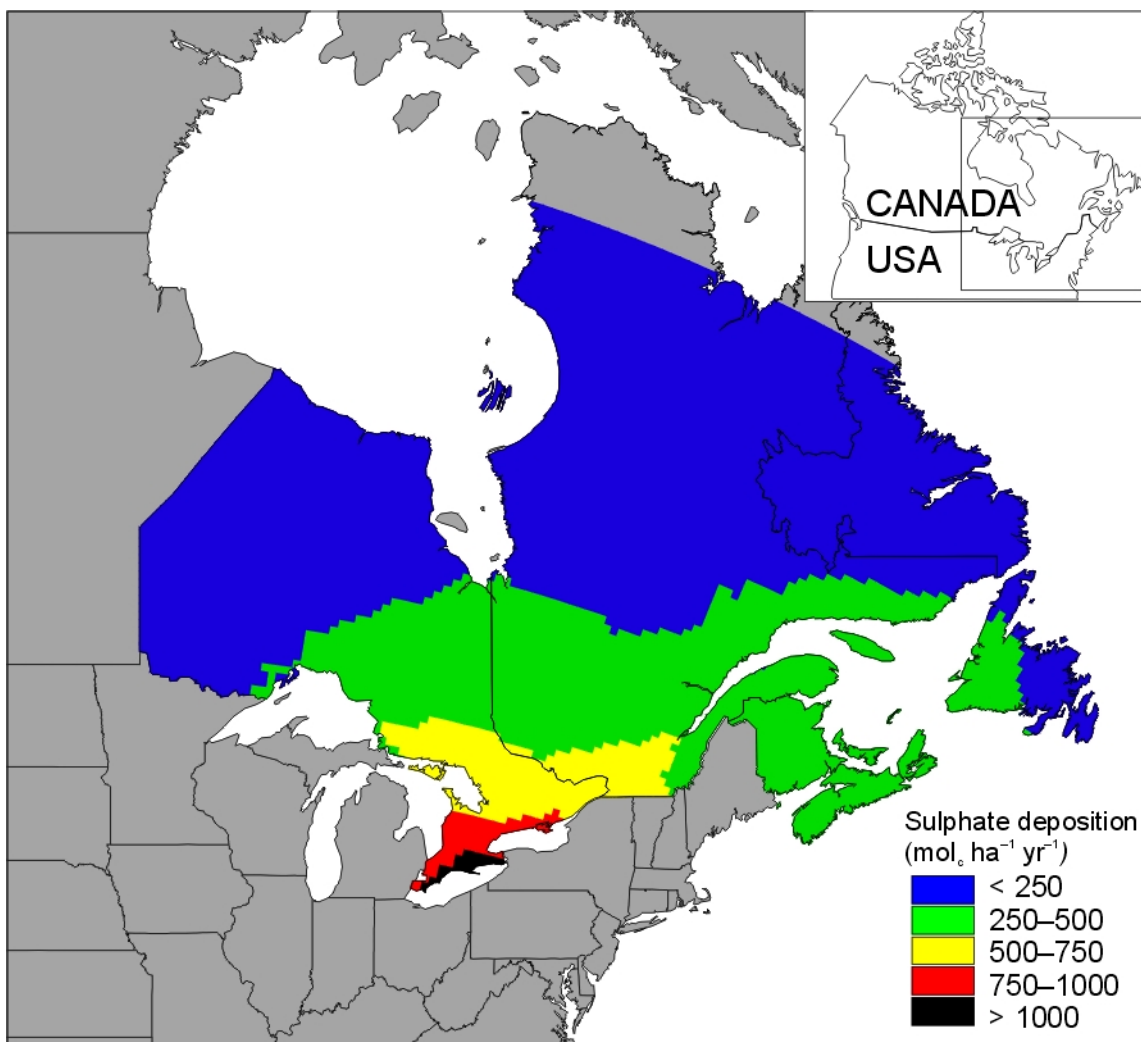 CANADA
USA
Sulphate deposition
(mol_c ha⁻¹ yr⁻¹)
< 250
250–500
500–750
750–1000
> 1000